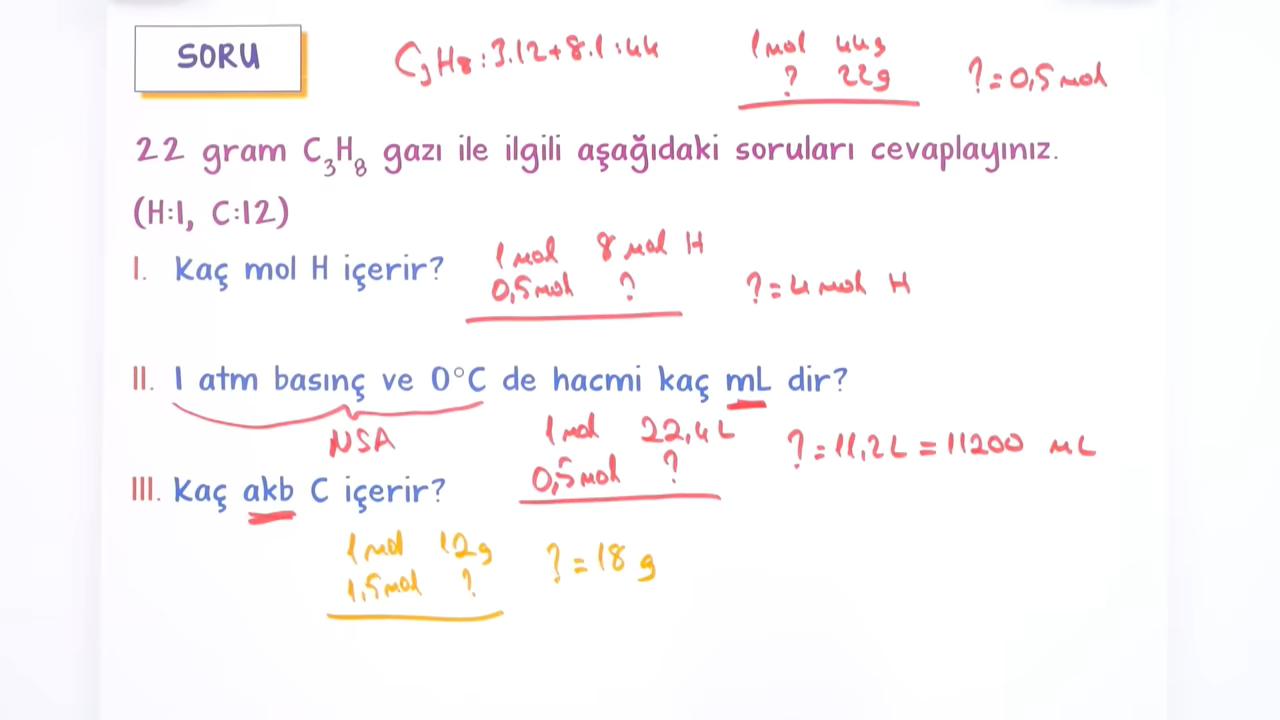 SORU
C₃H₈ : 3.12 + 8.1 : 44
1 mol 44g
? 22g
? = 0,5 mol
22 gram C₃H₈ gazı ile ilgili aşağıdaki soruları cevaplayınız.
(H:1, C:12)
I. Kaç mol H içerir?
1 mol 8 mol H
0,5 mol ?
? = 4 mol H
II. 1 atm basınç ve 0°C de hacmi kaç mL dir?
NSA
1 mol 22,4 L
0,5 mol ?
? = 11,2 L = 11200 mL
III. Kaç akb C içerir?
1 mol 12g
1,5 mol ?
? = 18 g